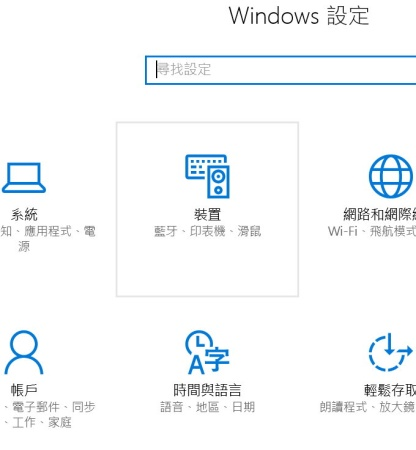 Windows 設定
尋找設定
系統
知、應用程式、電
源
裝置
藍牙、印表機、滑鼠
網路和網際
Wi-Fi、飛航模式
帳戶
、電子郵件、同步
、工作、家庭
時間與語言
語音、地區、日期
輕鬆存取
朗讀程式、放大鏡